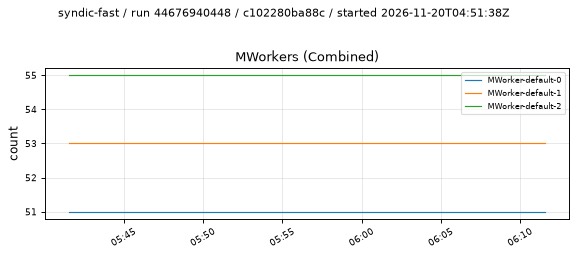 syndic-fast / run 44676940448 / c102280ba88c / started 2026-11-20T04:51:38Z
MWorkers (Combined)
count
55
54
53
52
51
MWorker-default-0
MWorker-default-1
MWorker-default-2
05:45
05:50
05:55
06:00
06:05
06:10